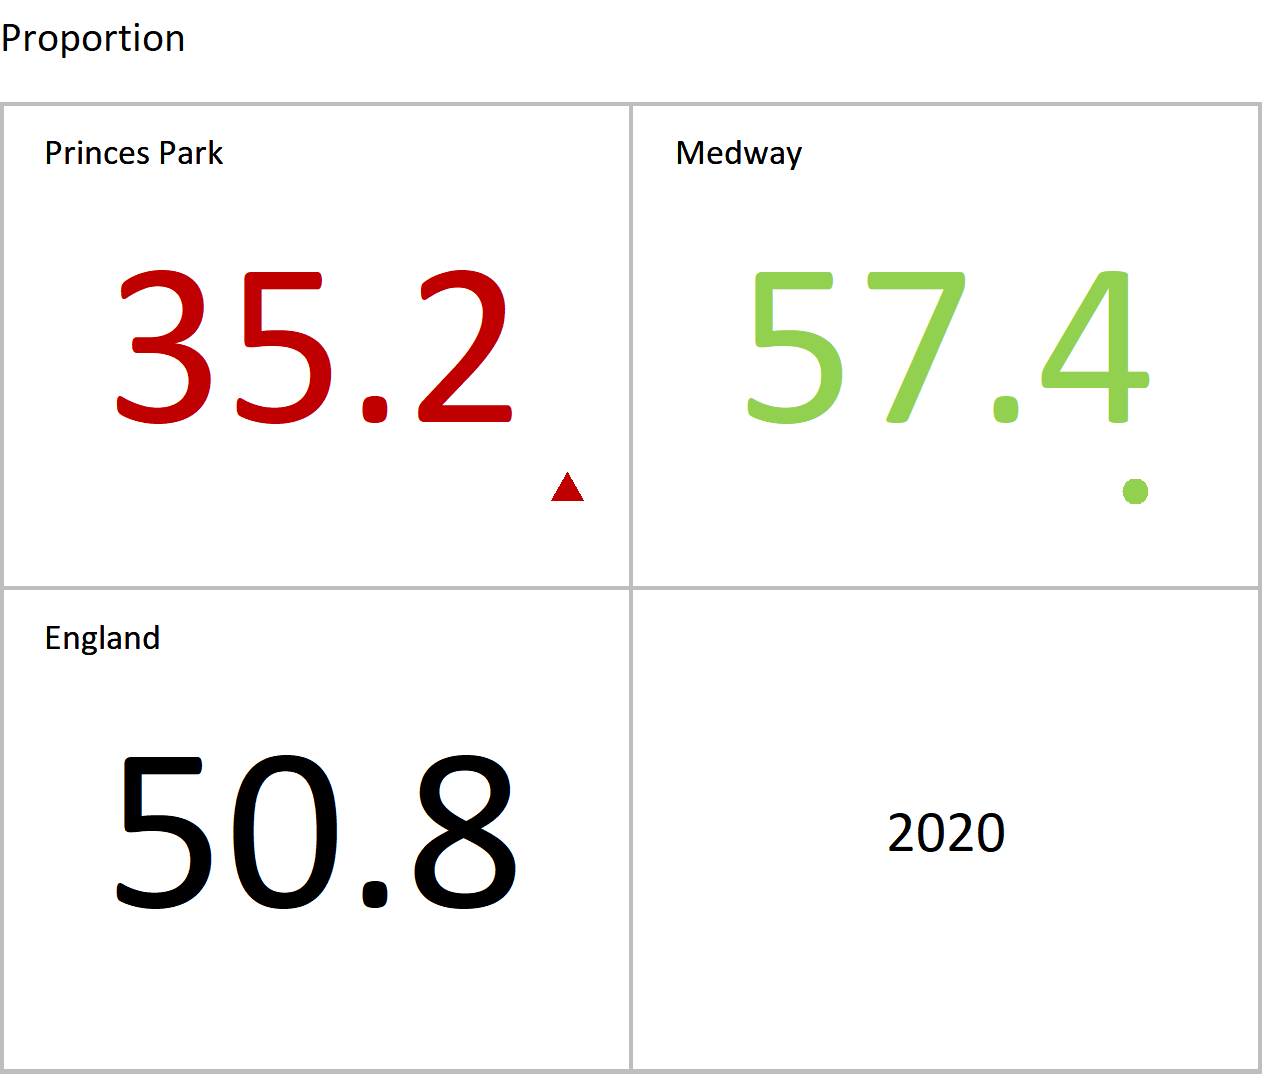 Proportion
Princes Park
Medway
35.2
57.4
England
50.8
2020